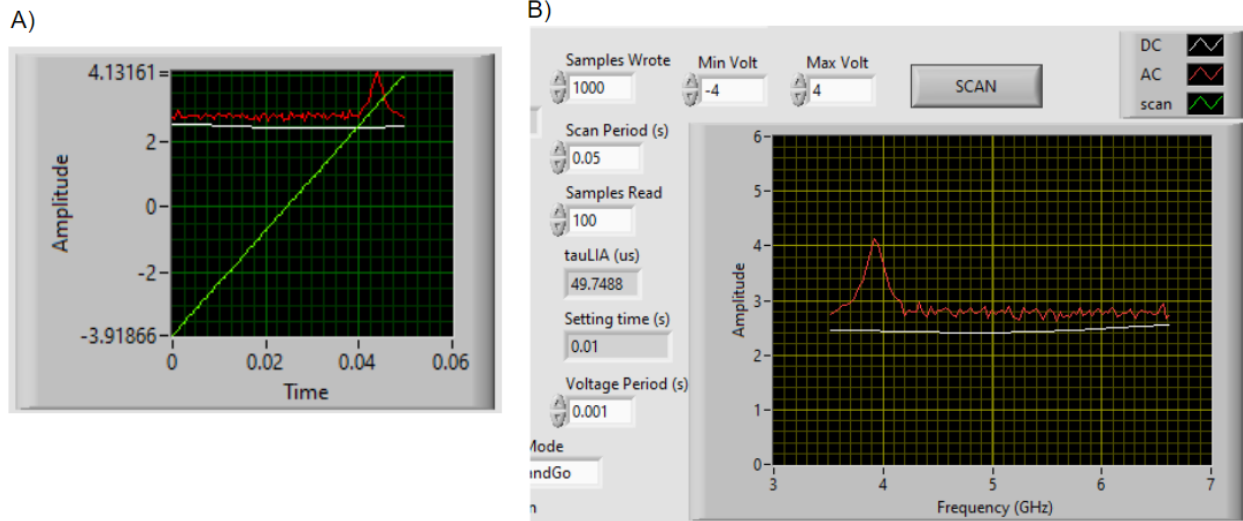 A)
4.13161
2
0
-2
-3.91866
Amplitude
0
0.02
0.04
0.06
Time
B)
Samples Wrote
1000
Min Volt
-4
Max Volt
4
SCAN
DC
AC
scan
Scan Period (s)
0.05
Samples Read
100
tauLIA (us)
49.7488
Setting time (s)
0.01
Voltage Period (s)
0.001
Mode
ndGo
6
5
4
3
2
1
0
Amplitude
3
4
5
6
7
Frequency (GHz)